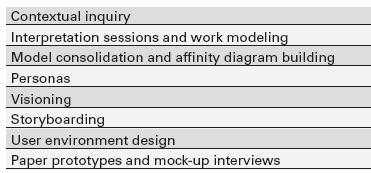 Contextual inquiry
Interpretation sessions and work modeling
Model consolidation and affinity diagram building
Personas
Visioning
Storyboarding
User environment design
Paper prototypes and mock-up interviews